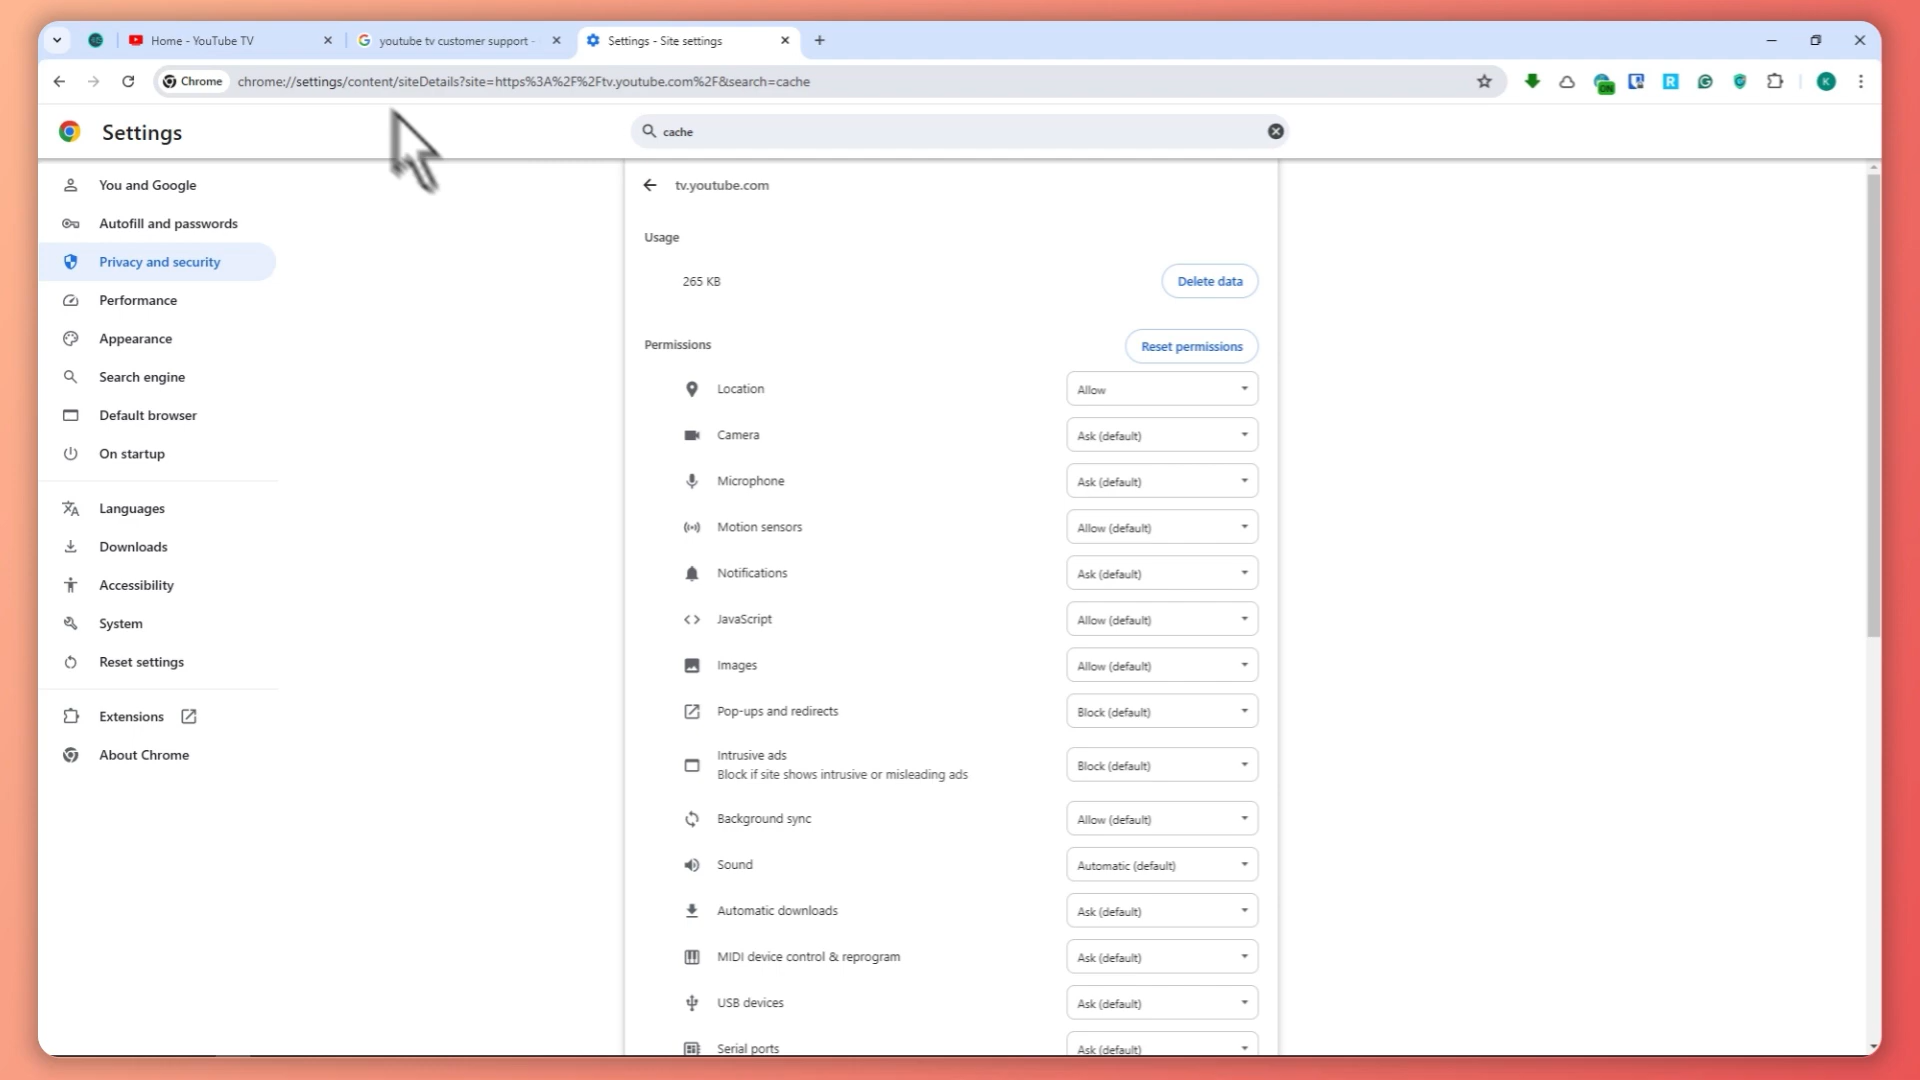 Home - YouTube TV
youtube tv customer support -
Settings - Site settings
Chrome
chrome://settings/content/siteDetails?site=https%3A%2F%2Ftv.youtube.com%2F&search=cache
ON
R
K
Settings
cache
You and Google
Autofill and passwords
Privacy and security
Performance
Appearance
Search engine
Default browser
On startup
Languages
Downloads
Accessibility
System
Reset settings
Extensions
About Chrome
tv.youtube.com
Usage
265 KB
Delete data
Permissions
Reset permissions
Location
Allow
Camera
Ask (default)
Microphone
Ask (default)
Motion sensors
Allow (default)
Notifications
Ask (default)
JavaScript
Allow (default)
Images
Allow (default)
Pop-ups and redirects
Block (default)
Intrusive ads
Block if site shows intrusive or misleading ads
Block (default)
Background sync
Allow (default)
Sound
Automatic (default)
Automatic downloads
Ask (default)
MIDI device control & reprogram
Ask (default)
USB devices
Ask (default)
Serial ports
Ask (default)